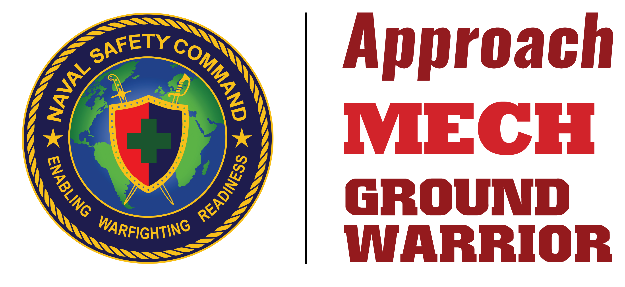 NAVAL SAFETY COMMAND
ENABLING WARFIGHTING READINESS
Approach
MECH
GROUND
WARRIOR